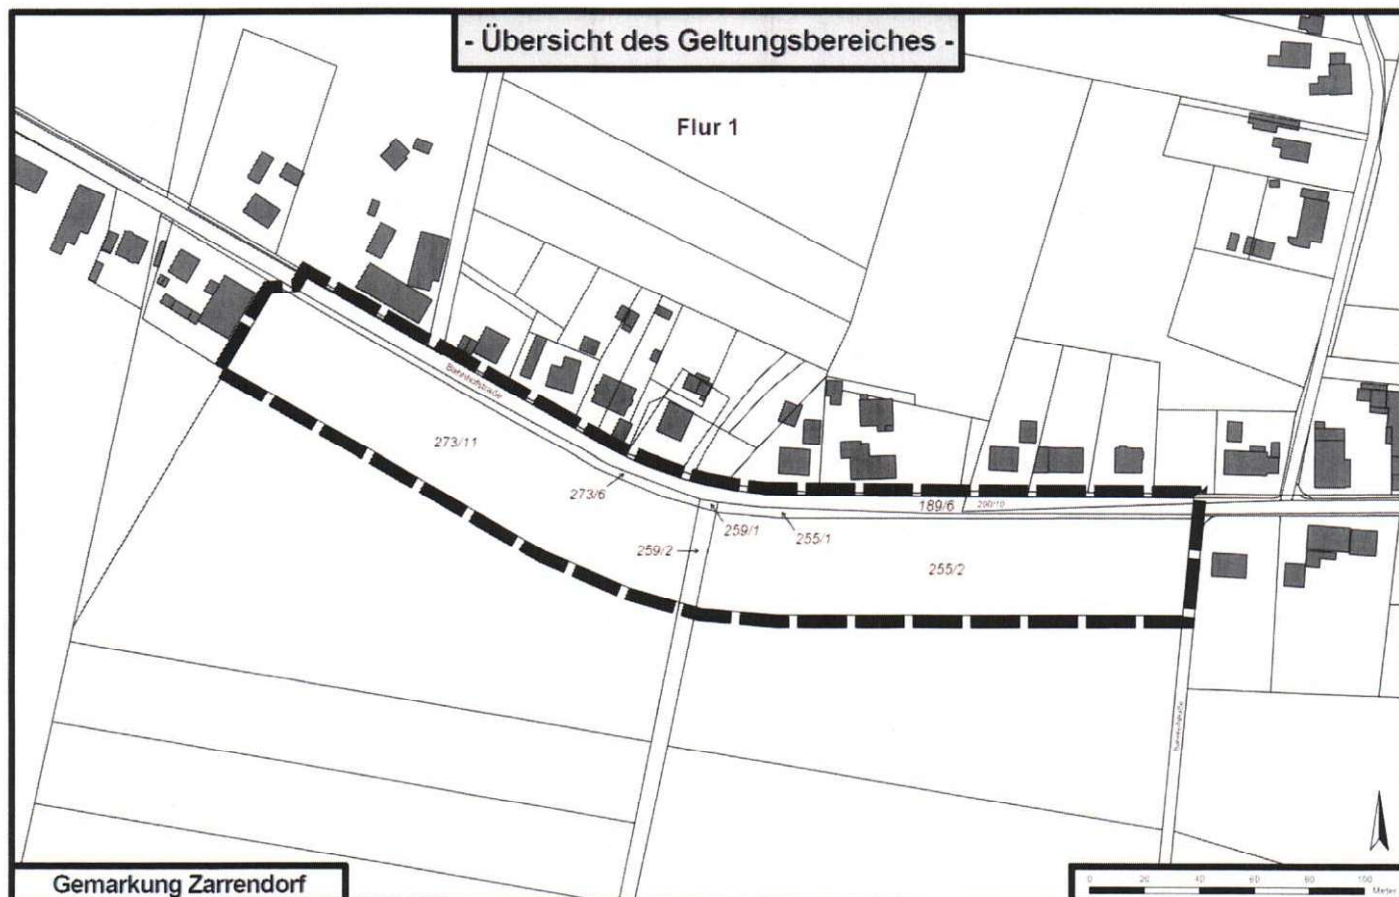 - Übersicht des Geltungsbereiches -
Flur 1
Bahnhofstraße
273/11
273/6
189/6
259/1
255/1
259/2
255/2
Gemarkung Zarrendorf
0 20 40 60 80 100
Meter